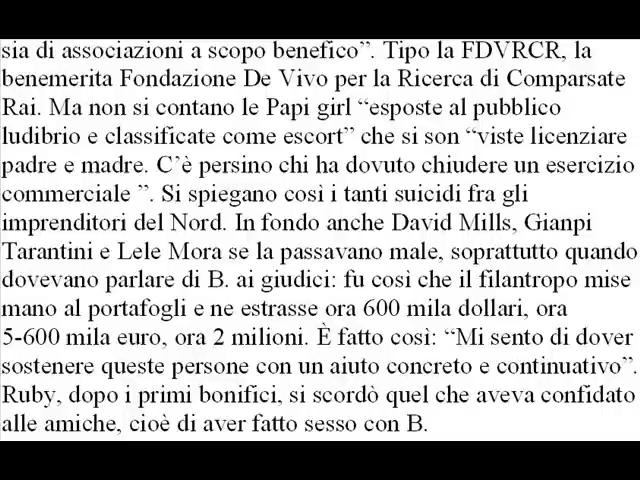 sia di associazioni a scopo benefico”. Tipo la FDVRCR, la
benemerita Fondazione De Vivo per la Ricerca di Comparsate
Rai. Ma non si contano le Papi girl “esposte al pubblico
ludibrio e classificate come escort” che si son “viste licenziare
padre e madre. C’è persino chi ha dovuto chiudere un esercizio
commerciale ”. Si spiegano così i tanti suicidi fra gli
imprenditori del Nord. In fondo anche David Mills, Gianpi
Tarantini e Lele Mora se la passavano male, soprattutto quando
dovevano parlare di B. ai giudici: fu così che il filantropo mise
mano al portafogli e ne estrasse ora 600 mila dollari, ora
5-600 mila euro, ora 2 milioni. È fatto così: “Mi sento di dover
sostenere queste persone con un aiuto concreto e continuativo”.
Ruby, dopo i primi bonifici, si scordò quel che aveva confidato
alle amiche, cioè di aver fatto sesso con B.